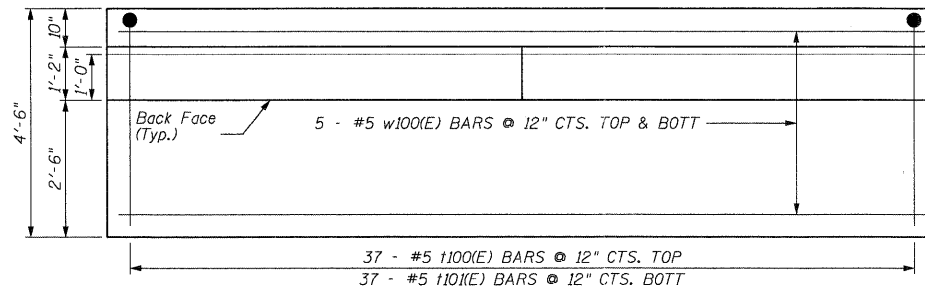 4'-6"
10"
1'-2"
1'-0"
2'-6"
Back Face
(Typ.)
5 - #5 w100(E) BARS @ 12" CTS. TOP & BOTT
37 - #5 t100(E) BARS @ 12" CTS. TOP
37 - #5 t101(E) BARS @ 12" CTS. BOTT